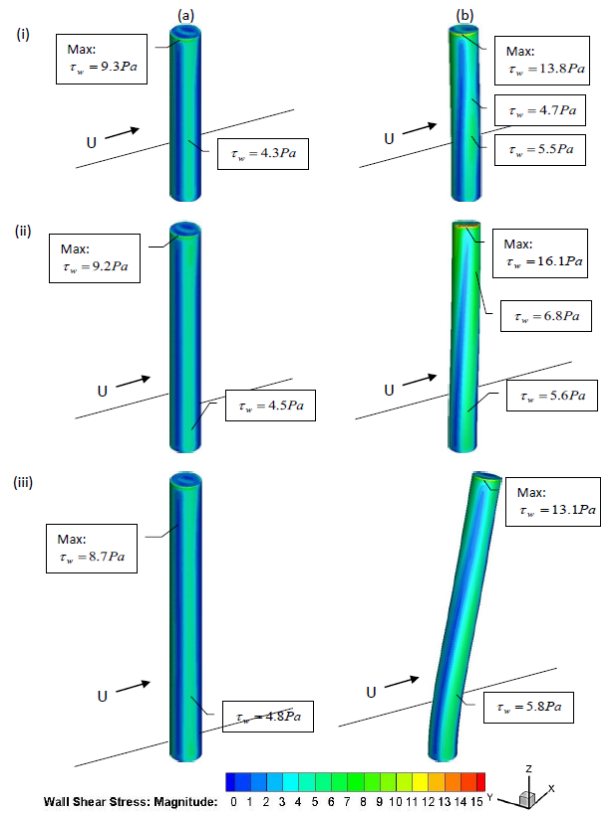 (a)
(b)
(i)
Max:
τw = 9.3Pa
U
τw = 4.3Pa
Max:
τw = 13.8Pa
τw = 4.7Pa
U
τw = 5.5Pa
(ii)
Max:
τw = 9.2Pa
U
τw = 4.5Pa
Max:
τw = 16.1Pa
τw = 6.8Pa
U
τw = 5.6Pa
(iii)
Max:
τw = 8.7Pa
U
τw = 4.8Pa
Max:
τw = 13.1Pa
U
τw = 5.8Pa
Wall Shear Stress: Magnitude: 0 1 2 3 4 5 6 7 8 9 10 11 12 13 14 15
Z
X
Y